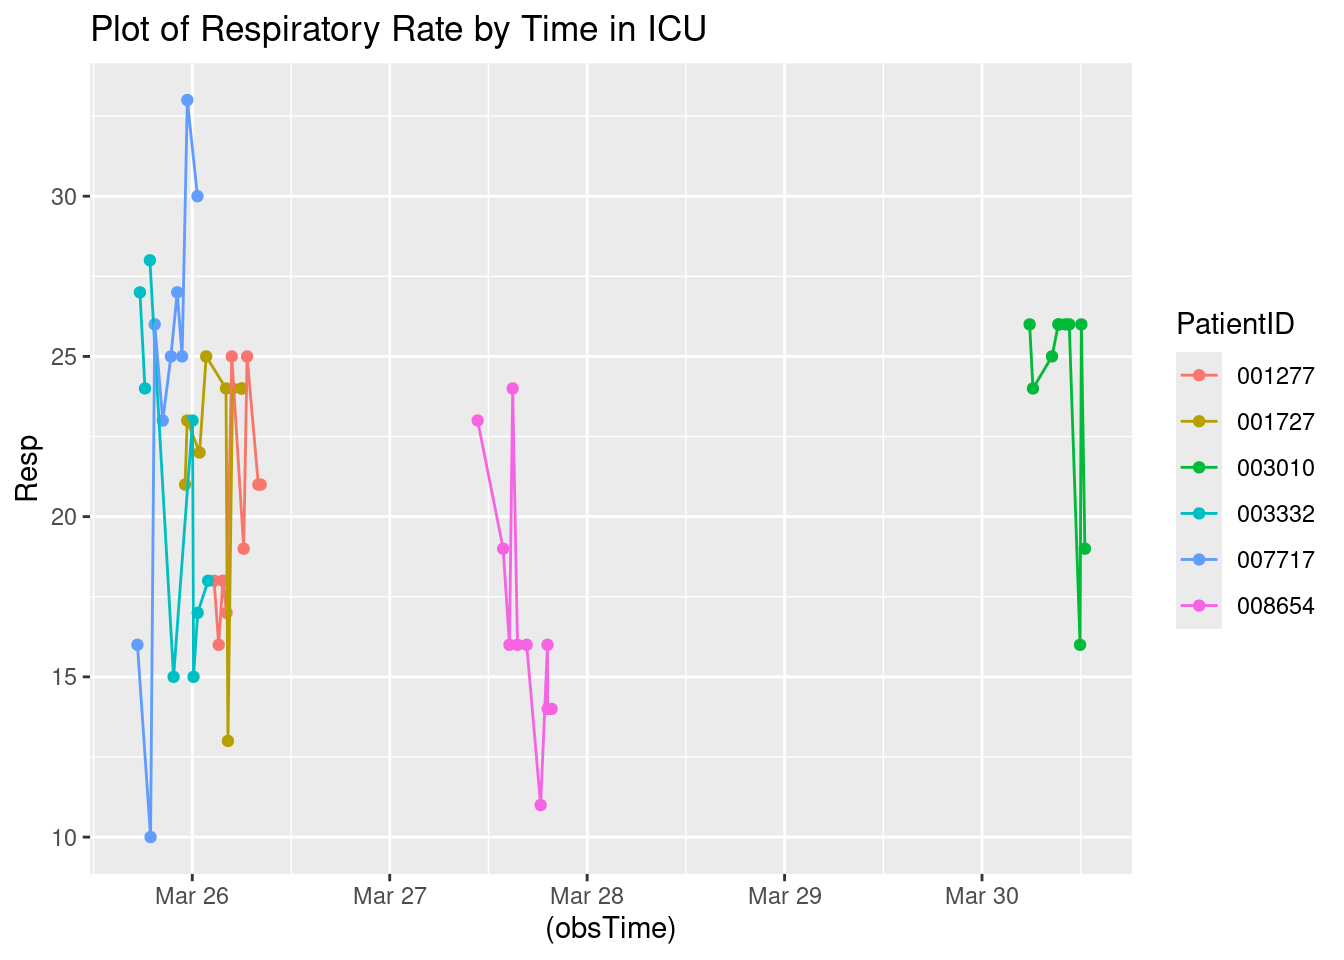 Plot of Respiratory Rate by Time in ICU
Resp
30
25
20
15
10
Mar 26
Mar 27
Mar 28
Mar 29
Mar 30
(obsTime)
PatientID
001277
001727
003010
003332
007717
008654